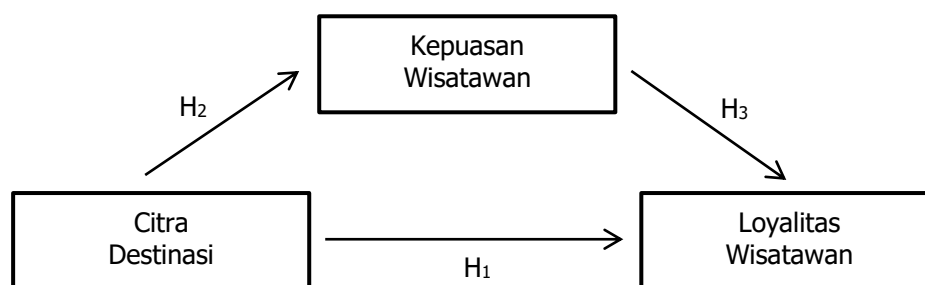 Kepuasan
Wisatawan
H2
H3
Citra
Destinasi
Loyalitas
Wisatawan
H1